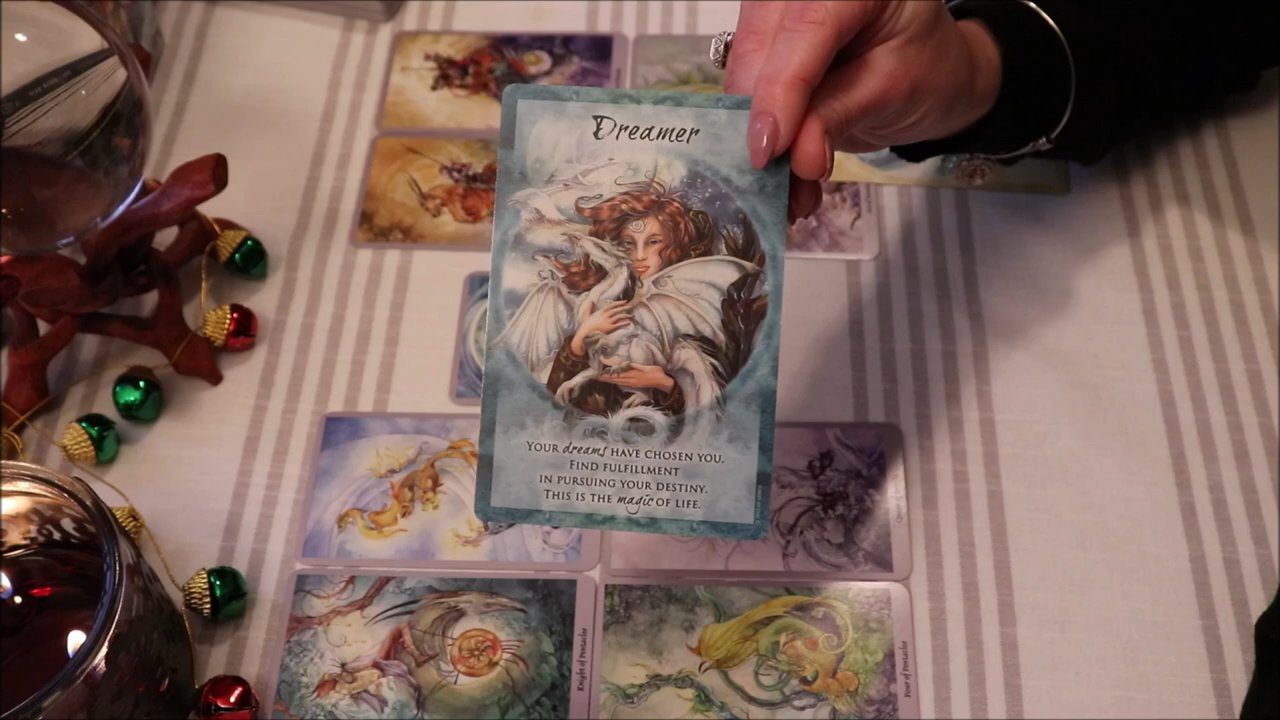 Dreamer
YOUR dreams HAVE CHOSEN YOU.
FIND FULFILLMENT
IN PURSUING YOUR DESTINY.
THIS IS THE magic OF LIFE.
Knight of Pentacles
Four of Pentacles